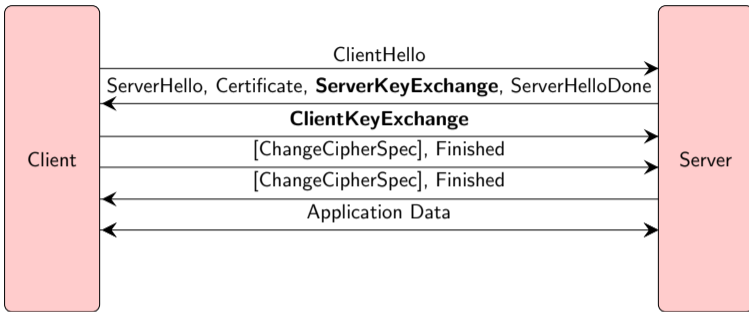 ClientHello
ServerHello, Certificate, ServerKeyExchange, ServerHelloDone
ClientKeyExchange
[ChangeCipherSpec], Finished
Client
Server
[ChangeCipherSpec], Finished
Application Data